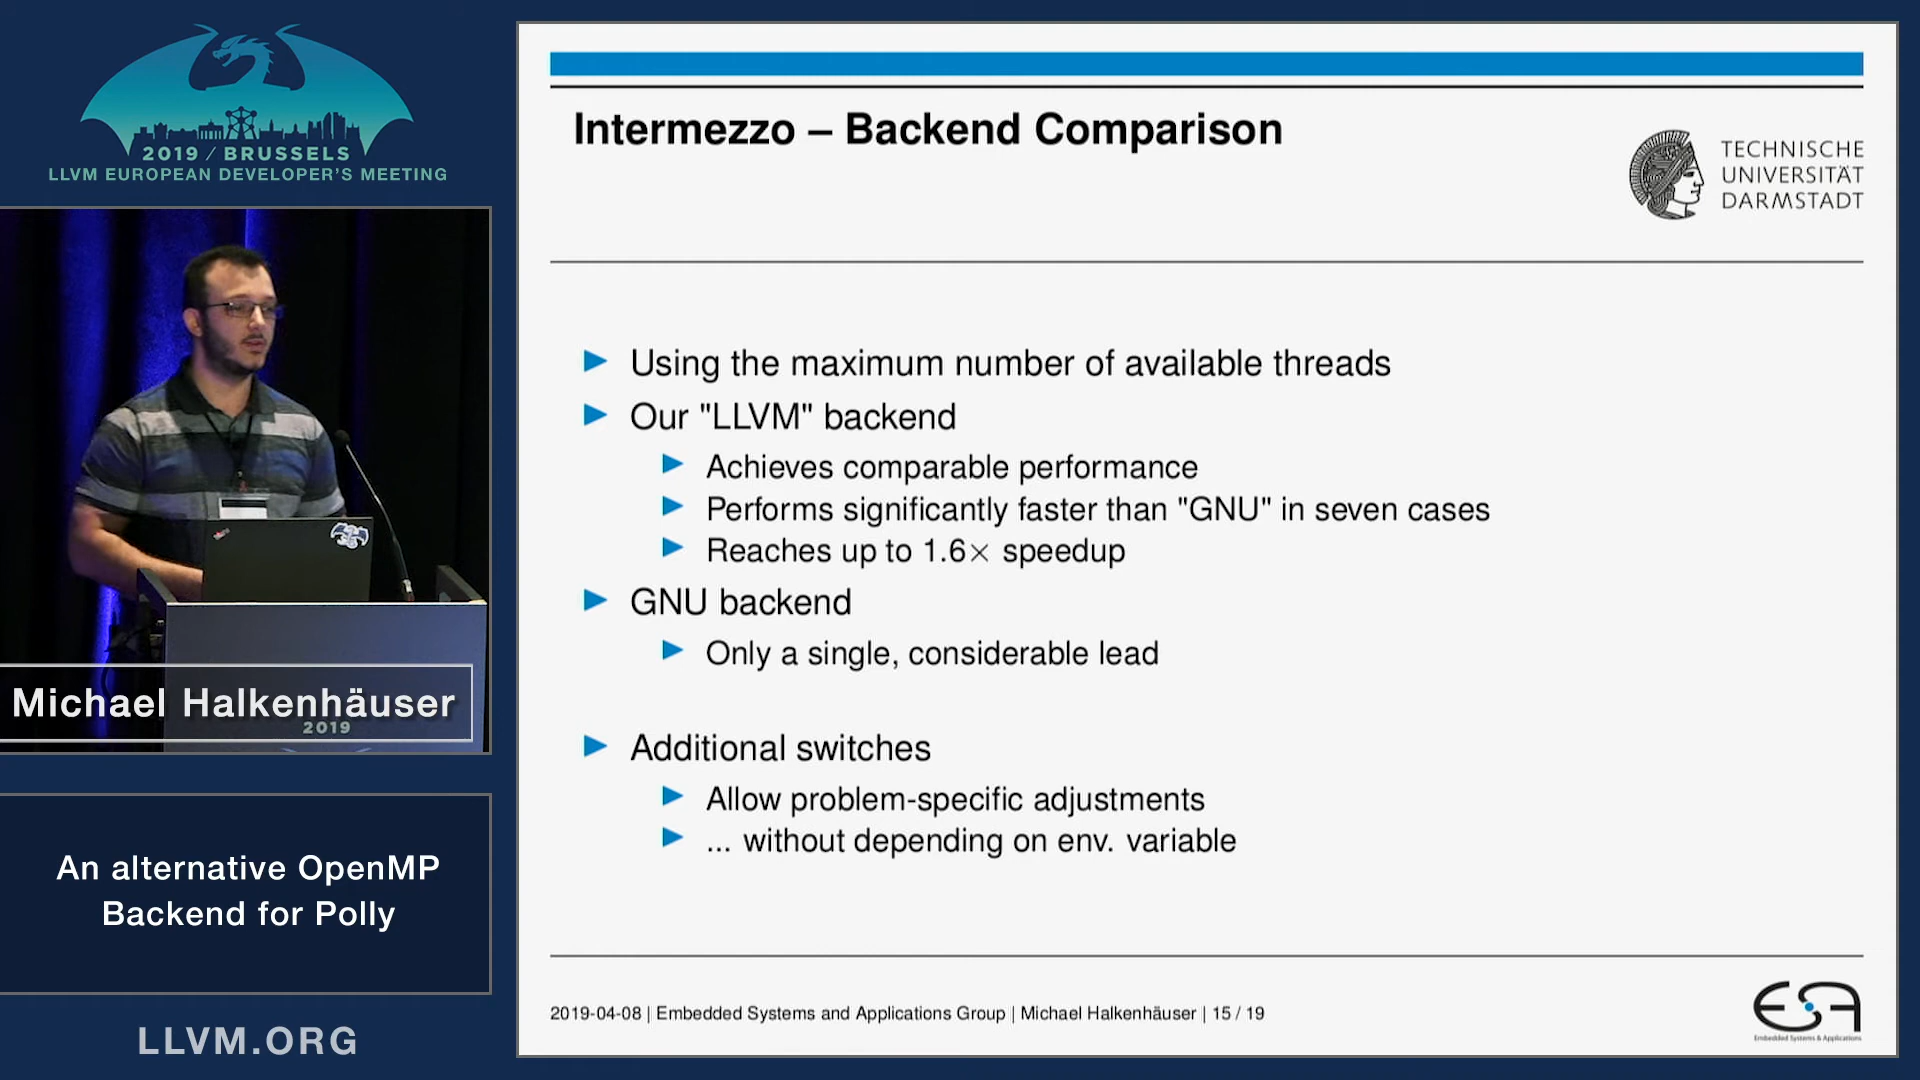 2019 / BRUSSELS
LLVM EUROPEAN DEVELOPER'S MEETING
Michael Halkenhäuser
2019
An alternative OpenMP
Backend for Polly
LLVM.ORG
Intermezzo – Backend Comparison
TECHNISCHE
UNIVERSITÄT
DARMSTADT
Using the maximum number of available threads
Our "LLVM" backend
Achieves comparable performance
Performs significantly faster than "GNU" in seven cases
Reaches up to 1.6× speedup
GNU backend
Only a single, considerable lead
Additional switches
Allow problem-specific adjustments
... without depending on env. variable
2019-04-08 | Embedded Systems and Applications Group | Michael Halkenhäuser | 15 / 19
ESA
Embedded Systems & Applications